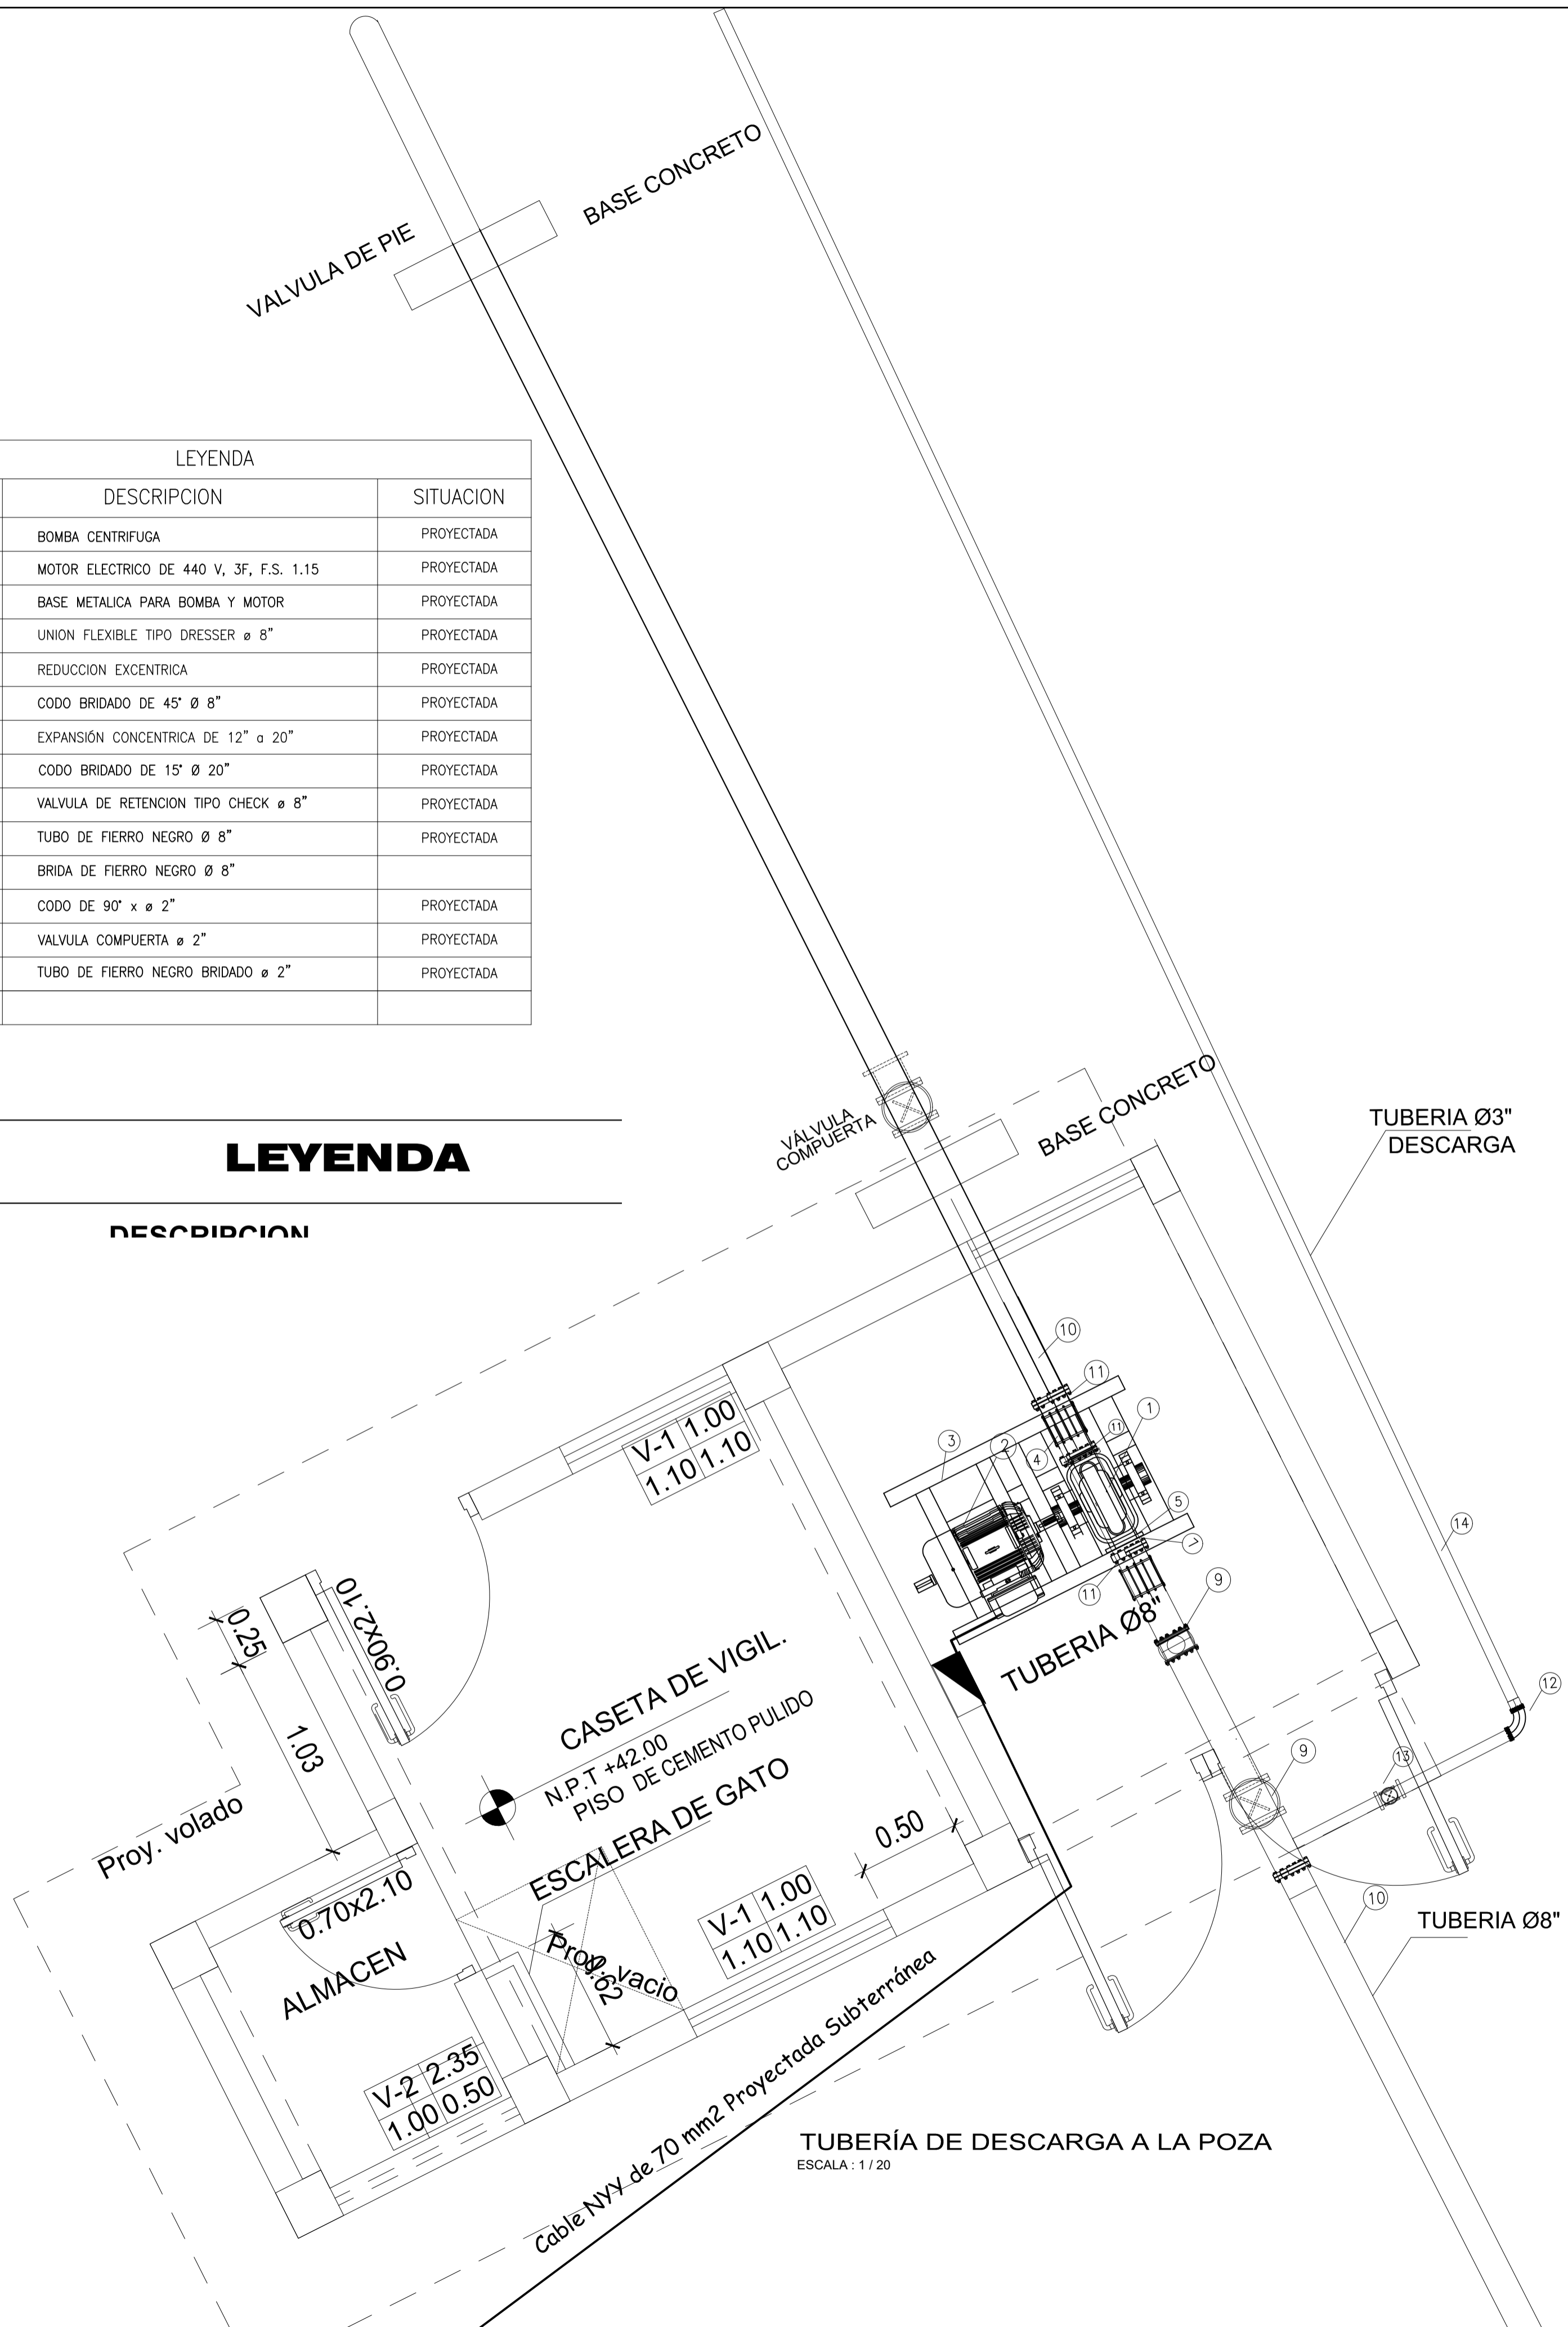 BASE CONCRETO
VALVULA DE PIE
LEYENDA
DESCRIPCION SITUACION
BOMBA CENTRIFUGA PROYECTADA
MOTOR ELECTRICO DE 440 V, 3F, F.S. 1.15 PROYECTADA
BASE METALICA PARA BOMBA Y MOTOR PROYECTADA
UNION FLEXIBLE TIPO DRESSER ø 8" PROYECTADA
REDUCCION EXCENTRICA PROYECTADA
CODO BRIDADO DE 45° Ø 8" PROYECTADA
EXPANSIÓN CONCENTRICA DE 12" a 20" PROYECTADA
CODO BRIDADO DE 15° Ø 20" PROYECTADA
VALVULA DE RETENCION TIPO CHECK ø 8" PROYECTADA
TUBO DE FIERRO NEGRO Ø 8" PROYECTADA
BRIDA DE FIERRO NEGRO Ø 8"
CODO DE 90° x ø 2" PROYECTADA
VALVULA COMPUERTA ø 2" PROYECTADA
TUBO DE FIERRO NEGRO BRIDADO ø 2" PROYECTADA
LEYENDA
DESCRIPCION
VÁLVULA
COMPUERTA
BASE CONCRETO
TUBERIA Ø3"
DESCARGA
10
11
1
11
4
3
2
5
7
11
9
14
12
13
9
10
V-1 1.00
1.10 1.10
0.90x2.10
0.25
1.03
TUBERIA Ø8"
CASETA DE VIGIL.
N.P.T +42.00
PISO DE CEMENTO PULIDO
ESCALERA DE GATO
Proy. volado
0.50
0.70x2.10
ALMACEN
V-1 1.00
1.10 1.10
Proy. vacio
0.62
TUBERIA Ø8"
V-2 2.35
1.00 0.50
Cable NYY de 70 mm2 Proyectada Subterránea
TUBERÍA DE DESCARGA A LA POZA
ESCALA : 1 / 20